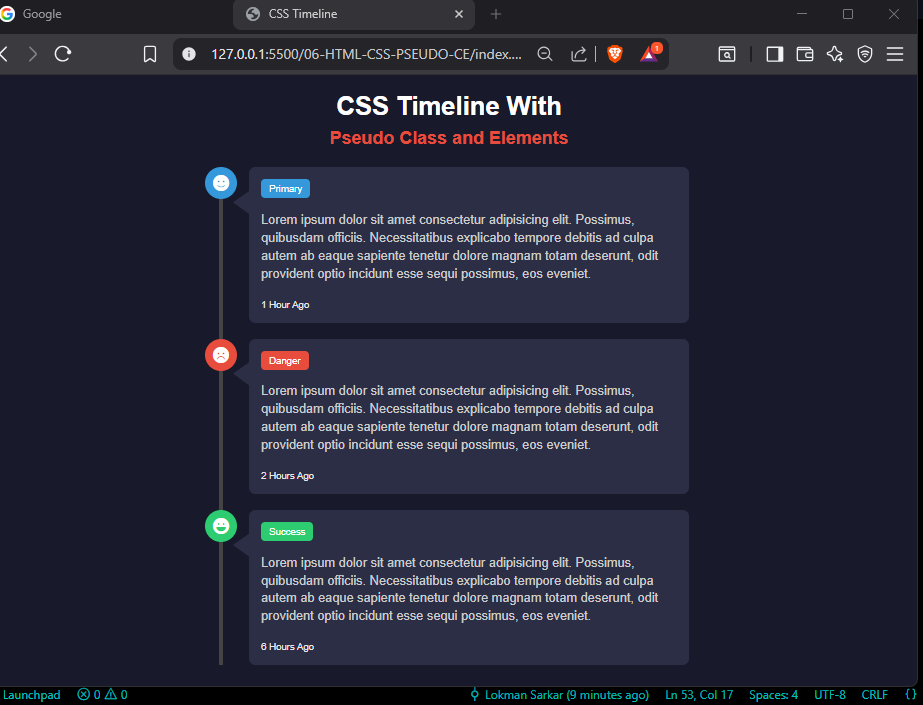 Google
CSS Timeline
127.0.0.1:5500/06-HTML-CSS-PSEUDO-CE/index....
1
CSS Timeline With
Pseudo Class and Elements
Primary
Lorem ipsum dolor sit amet consectetur adipisicing elit. Possimus,
quibusdam officiis. Necessitatibus explicabo tempore debitis ad culpa
autem ab eaque sapiente tenetur dolore magnam totam deserunt, odit
provident optio incidunt esse sequi possimus, eos eveniet.
1 Hour Ago
Danger
Lorem ipsum dolor sit amet consectetur adipisicing elit. Possimus,
quibusdam officiis. Necessitatibus explicabo tempore debitis ad culpa
autem ab eaque sapiente tenetur dolore magnam totam deserunt, odit
provident optio incidunt esse sequi possimus, eos eveniet.
2 Hours Ago
Success
Lorem ipsum dolor sit amet consectetur adipisicing elit. Possimus,
quibusdam officiis. Necessitatibus explicabo tempore debitis ad culpa
autem ab eaque sapiente tenetur dolore magnam totam deserunt, odit
provident optio incidunt esse sequi possimus, eos eveniet.
6 Hours Ago
Launchpad 0 0 Lokman Sarkar (9 minutes ago) Ln 53, Col 17 Spaces: 4 UTF-8 CRLF {}